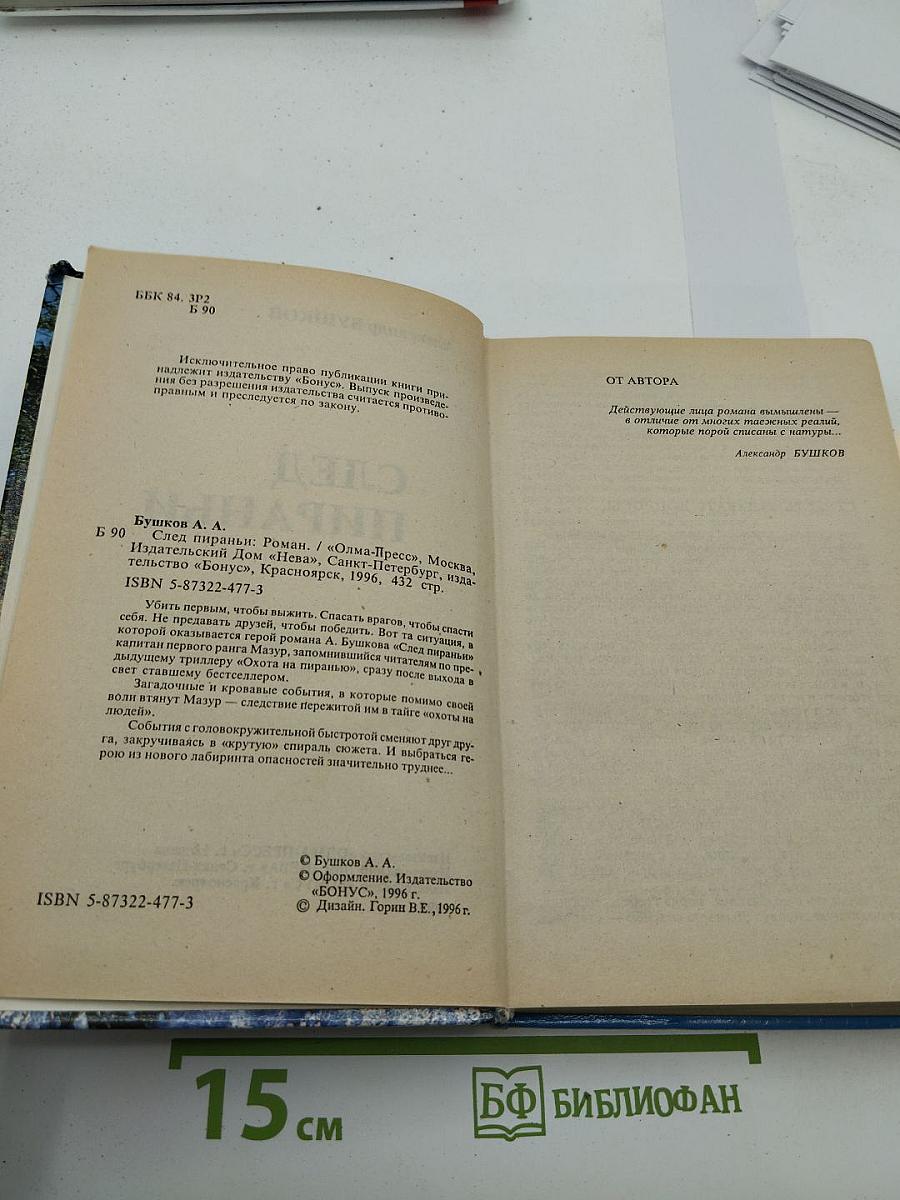 ББК 84. 3Р2
Б 90
Исключительное право публикации книги при-
надлежит издательству «Бонус». Выпуск произведе-
ния без разрешения издательства считается противо-
правным и преследуется по закону.
Бушков А. А.
Б 90 След пираньи: Роман. / «Олма-Пресс», Москва,
Издательский Дом «Нева», Санкт-Петербург, изда-
тельство «Бонус», Красноярск, 1996, 432 стр.
ISBN 5-87322-477-3
Убить первым, чтобы выжить. Спасать врагов, чтобы спасти
себя. Не предавать друзей, чтобы победить. Вот та ситуация, в
которой оказывается герой романа А. Бушкова «След пираньи»
капитан первого ранга Мазур, запомнившийся читателям по пре-
дыдущему триллеру «Охота на пиранью», сразу после выхода в
свет ставшему бестселлером.
Загадочные и кровавые события, в которые помимо своей
воли втянут Мазур — следствие пережитой им в тайге «охоты на
людей».
События с головокружительной быстротой сменяют друг дру-
га, закручиваясь в «крутую» спираль сюжета. И выбраться ге-
рою из нового лабиринта опасностей значительно труднее...
© Бушков А. А.
© Оформление. Издательство
«БОНУС», 1996 г.
© Дизайн. Горин В.Е., 1996 г.
ISBN 5-87322-477-3
ОТ АВТОРА
Действующие лица романа вымышлены —
в отличие от многих таежных реалий,
которые порой списаны с натуры...
Александр БУШКОВ
15 см
БФ БИБЛИОФАН